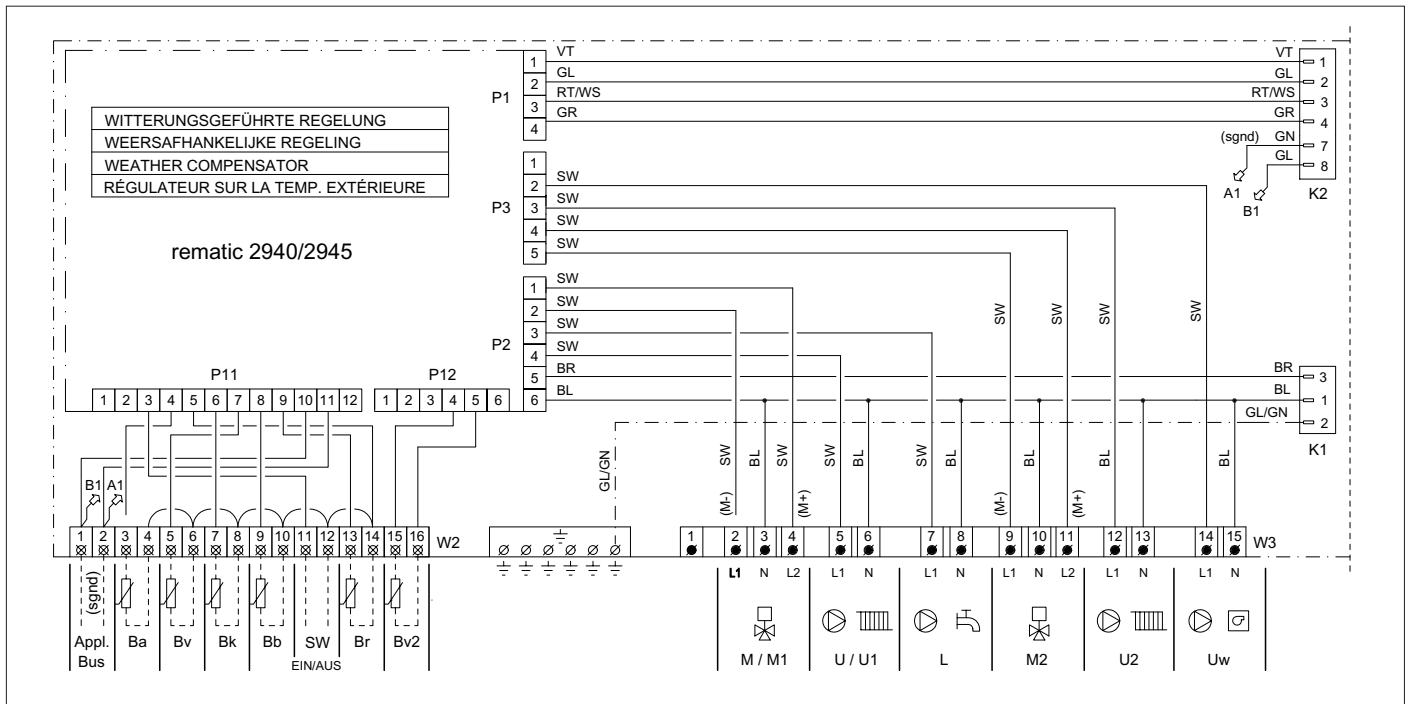 VT VT
1 1
GL GL
2 2
P1 RT/WS RT/WS
3 3
GR GR
4 4
(sgnd) GN 7
GL 8
A1 B1 K2
WITTERUNGSGEFÜHRTE REGELUNG
WEERSAFHANKELIJKE REGELING
WEATHER COMPENSATOR
RÉGULATEUR SUR LA TEMP. EXTÉRIEURE
rematic 2940/2945
1
2 SW
P3 3 SW
4 SW
5 SW
SW SW SW SW
1 SW
2 SW
3 SW
P2 4 SW
5 BR BR 3
6 BL BL 1
GL/GN 2
K1
P11 P12
1 2 3 4 5 6 7 8 9 10 11 12 1 2 3 4 5 6
GL/GN SW BL SW SW BL SW BL BL BL BL
(M-) (M+) (M-) (M+)
B1 A1
1 2 3 4 5 6 7 8 9 10 11 12 13 14 15 16 W2
1 2 3 4 5 6 7 8 9 10 11 12 13 14 15 W3
L1 N L2 L1 N L1 N L1 N L2 L1 N L1 N
(sgnd)
Appl. Ba Bv Bk Bb SW Br Bv2
Bus EIN/AUS
M / M1 U / U1 L M2 U2 Uw